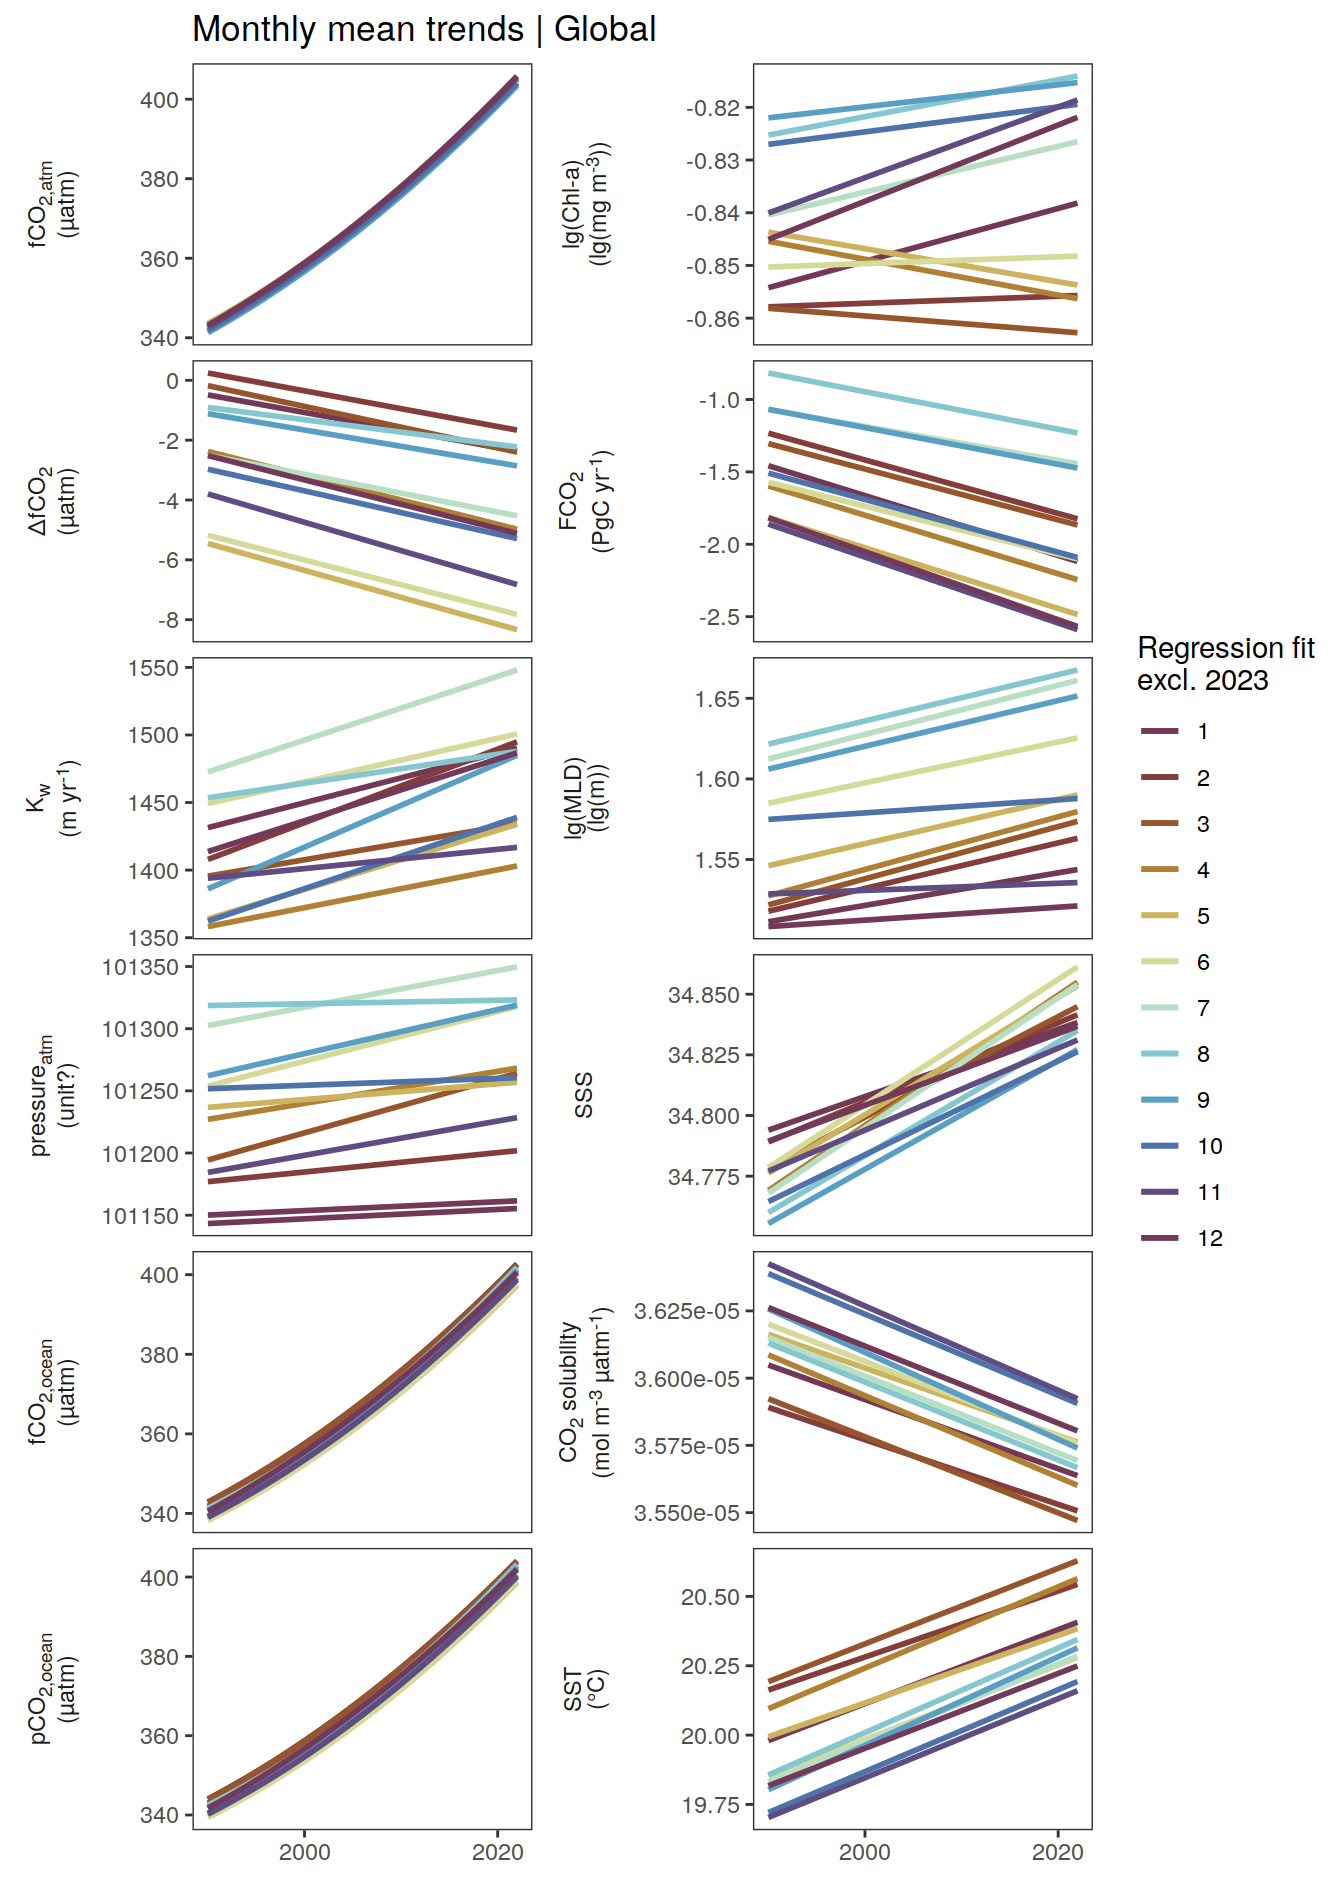 Monthly mean trends | Global
fCO2,atm
(µatm)
400
380
360
340
lg(Chl-a)
(lg(mg m-3))
-0.82
-0.83
-0.84
-0.85
-0.86
ΔfCO2
(µatm)
0
-2
-4
-6
-8
FCO2
(PgC yr-1)
-1.0
-1.5
-2.0
-2.5
Kw
(m yr-1)
1550
1500
1450
1400
1350
lg(MLD)
(lg(m))
1.65
1.60
1.55
pressureatm
(unit?)
101350
101300
101250
101200
101150
SSS
34.850
34.825
34.800
34.775
fCO2,ocean
(µatm)
400
380
360
340
CO2 solubility
(mol m-3 µatm-1)
3.625e-05
3.600e-05
3.575e-05
3.550e-05
pCO2,ocean
(µatm)
400
380
360
340
2000
2020
SST
(°C)
20.50
20.25
20.00
19.75
2000
2020
Regression fit
excl. 2023
1
2
3
4
5
6
7
8
9
10
11
12